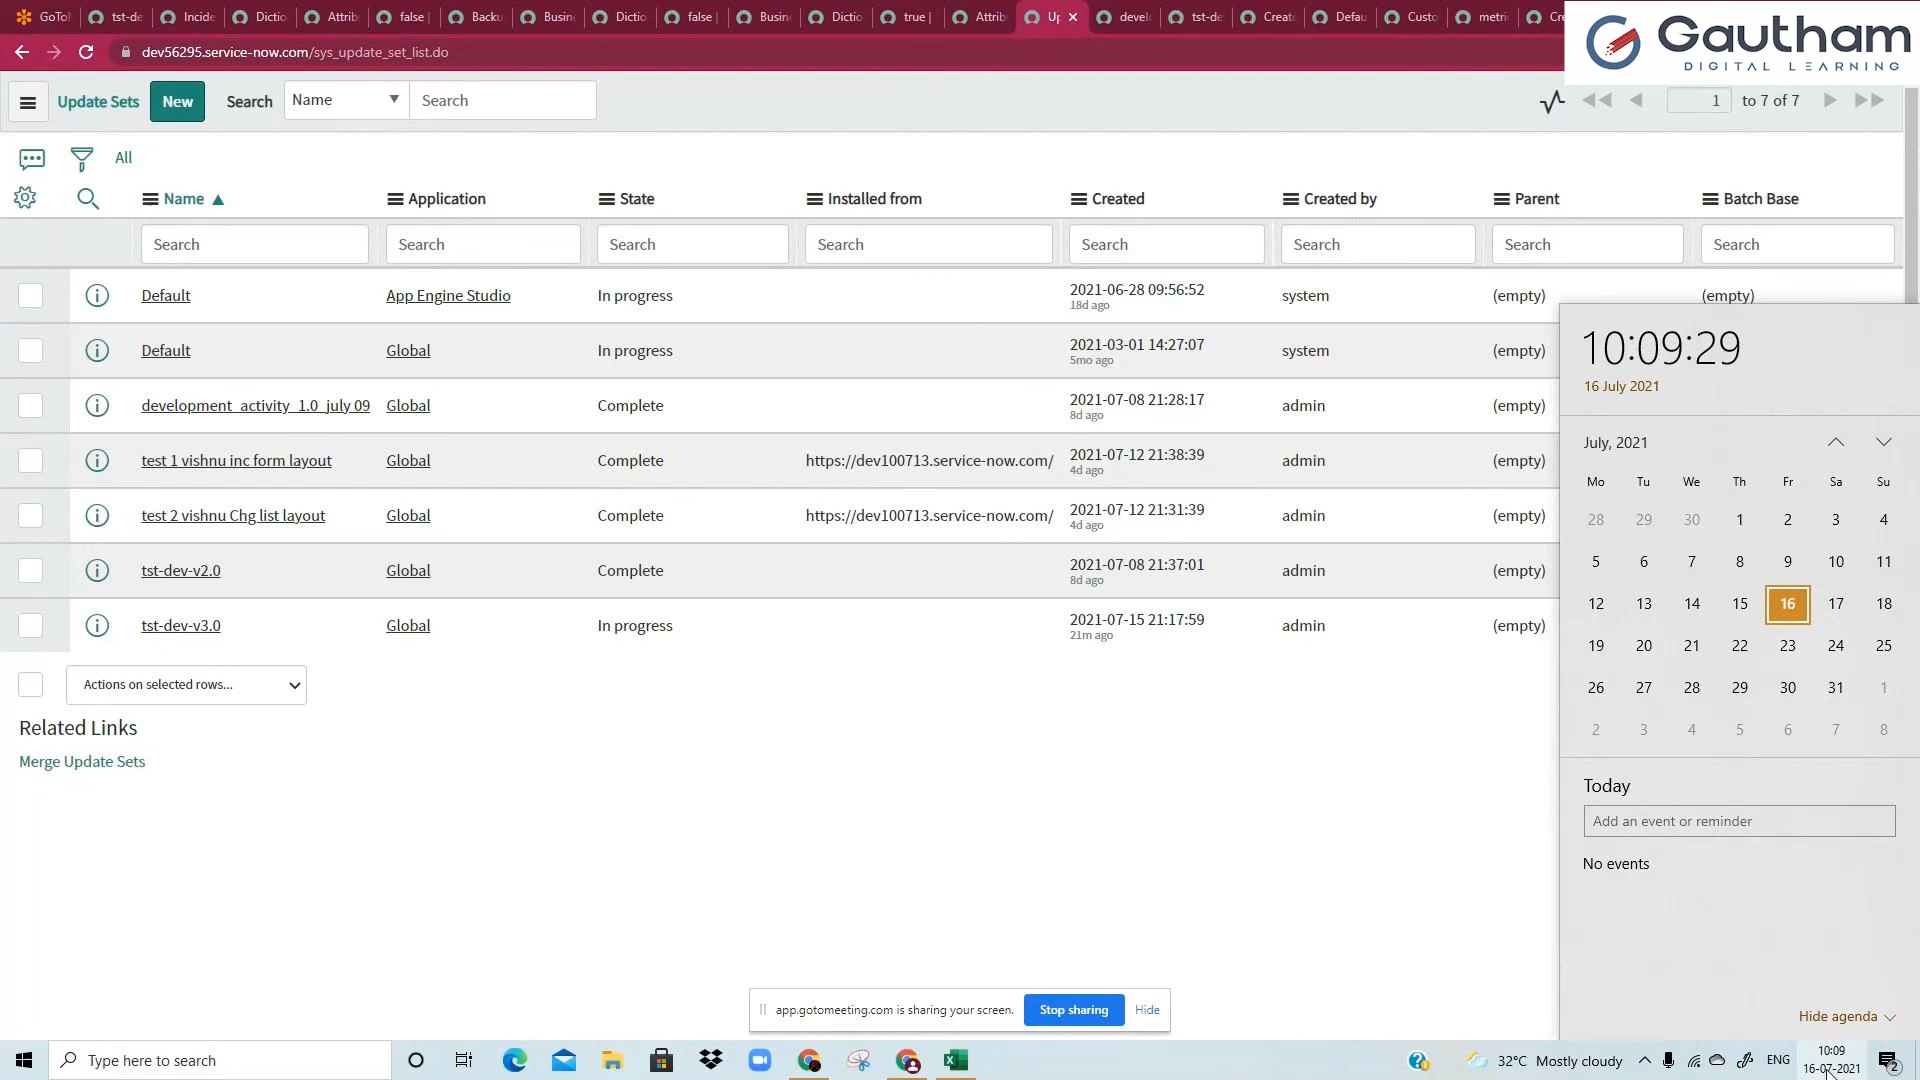 GoTo!
tst-de
Incide
Dictio
Attrib
false |
Backu
Busin
Dictio
false |
Busin
Dictio
true |
Attrib
Up
devel
tst-de
Create
Defau
Custo
metri
Cre
Gautham
DIGITAL LEARNING
dev56295.service-now.com/sys_update_set_list.do
Update Sets New Search Name Search 1 to 7 of 7
All
Name Application State Installed from Created Created by Parent Batch Base
Search Search Search Search Search Search Search Search
Default App Engine Studio In progress 2021-06-28 09:56:52 system (empty) (empty)
18d ago
Default Global In progress 2021-03-01 14:27:07 system (empty)
5mo ago
development_activity_1.0_july 09 Global Complete 2021-07-08 21:28:17 admin (empty)
8d ago
test 1 vishnu inc form layout Global Complete https://dev100713.service-now.com/ 2021-07-12 21:38:39 admin (empty)
4d ago
test 2 vishnu Chg list layout Global Complete https://dev100713.service-now.com/ 2021-07-12 21:31:39 admin (empty)
4d ago
tst-dev-v2.0 Global Complete 2021-07-08 21:37:01 admin (empty)
8d ago
tst-dev-v3.0 Global In progress 2021-07-15 21:17:59 admin (empty)
21m ago
Actions on selected rows...
Related Links
Merge Update Sets
10:09:29
16 July 2021
July, 2021
Mo Tu We Th Fr Sa Su
28 29 30 1 2 3 4
5 6 7 8 9 10 11
12 13 14 15 16 17 18
19 20 21 22 23 24 25
26 27 28 29 30 31 1
2 3 4 5 6 7 8
Today
Add an event or reminder
No events
Hide agenda
app.gotomeeting.com is sharing your screen. Stop sharing Hide
Type here to search
32°C Mostly cloudy
ENG
10:09
16-07-2021
2